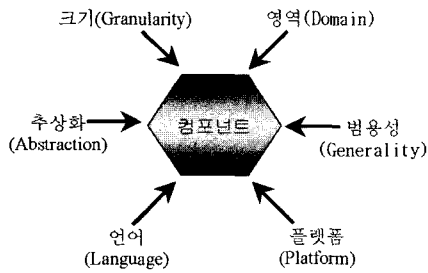 크기(Granularity)
영역(Domain)
추상화
(Abstraction)
컴포넌트
범용성
(Generality)
언어
(Language)
플랫폼
(Platform)